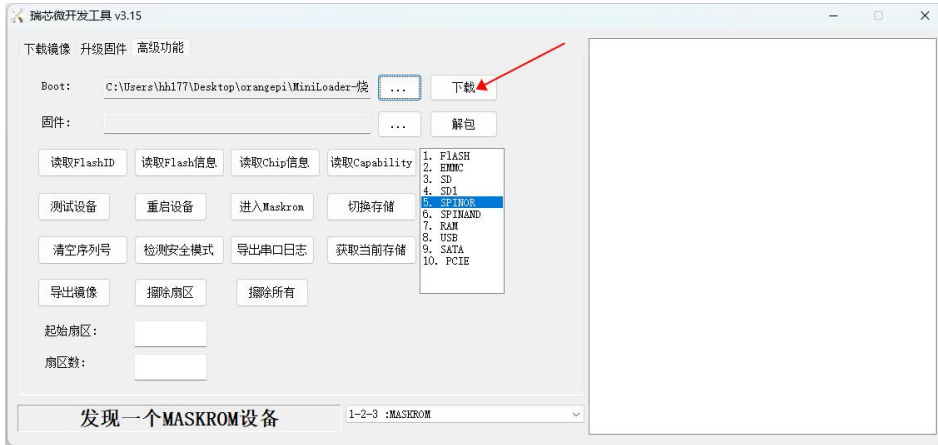 瑞芯微开发工具 v3.15
下载镜像 升级固件 高级功能
Boot: C:\Users\hh177\Desktop\orangepi\MiniLoader-烧 ... 下载
固件: ... 解包
读取FlashID 读取Flash信息 读取Chip信息 读取Capability
测试设备 重启设备 进入Maskrom 切换存储
清空序列号 检测安全模式 导出串口日志 获取当前存储
导出镜像 擦除扇区 擦除所有
1. FlASH
2. EMMC
3. SD
4. SD1
5. SPINOR
6. SPINAND
7. RAM
8. USB
9. SATA
10. PCIE
起始扇区:
扇区数:
发现一个MASKROM设备 1-2-3 :MASKROM